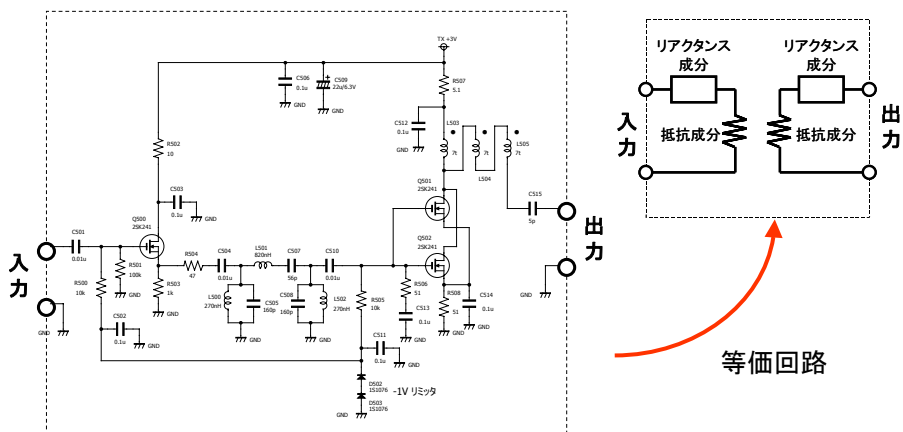 TX +3V
R507
5.1
C506
0.1u
GND
C509
22u/6.3V
GND
C512
0.1u
GND
L503
7t
7t
L504
L505
7t
R502
10
C503
0.1u
GND
Q500
2SK241
Q501
2SK241
C515
5p
出力
GND
C501
0.01u
入力
GND
R500
10k
R501
100k
GND
R503
1k
GND
C502
0.1u
GND
R504
47
C504
0.01u
L501
820nH
C507
56p
C510
0.01u
L500
270nH
C505
160p
GND
C508
160p
L502
270nH
GND
R505
10k
Q502
2SK241
R506
51
C513
0.1u
GND
R508
51
GND
C514
0.1u
C511
0.1u
GND
D502
1S1076
D503
1S1076
GND
-1V リミッタ
リアクタンス
成分
リアクタンス
成分
入力
抵抗成分
抵抗成分
出力
等価回路